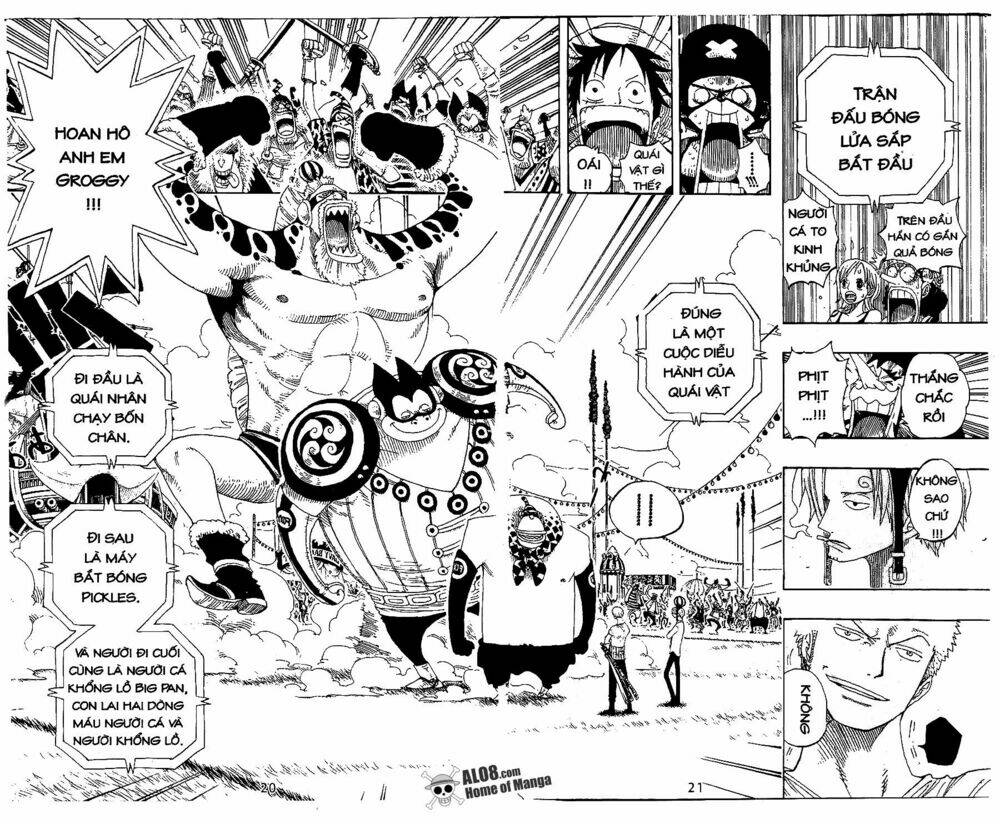 TRẬN
ĐẤU BÓNG
LỬA SẮP
BẮT ĐẦU
TRÊN ĐẦU
HẮN CÓ GẮN
QUẢ BÓNG
NGƯỜI
CÁ TO
KINH
KHỦNG
OÁI
!!
QUÁI
VẬT GÌ
THẾ?
...!!!
HOAN HÔ
ANH EM
GROGGY
!!!
ĐÚNG
LÀ MỘT
CUỘC DIỄU
HÀNH CỦA
QUÁI VẬT
ĐI ĐẦU LÀ
QUÁI NHÂN
CHẠY BỐN
CHÂN.
ĐI SAU
LÀ MÁY
BẮT BÓNG
PICKLES.
VÀ NGƯỜI ĐI CUỐI
CÙNG LÀ NGƯỜI CÁ
KHỔNG LỒ BIG PAN,
CON LAI HAI DÒNG
MÁU NGƯỜI CÁ VÀ
NGƯỜI KHỔNG LỒ.
!!
THẮNG
CHẮC
RỒI
PHỊT
PHỊT
...!!!
KHÔNG
SAO
CHỨ
!!!
KHÔNG
20
21
ALO8.com
Home of Manga